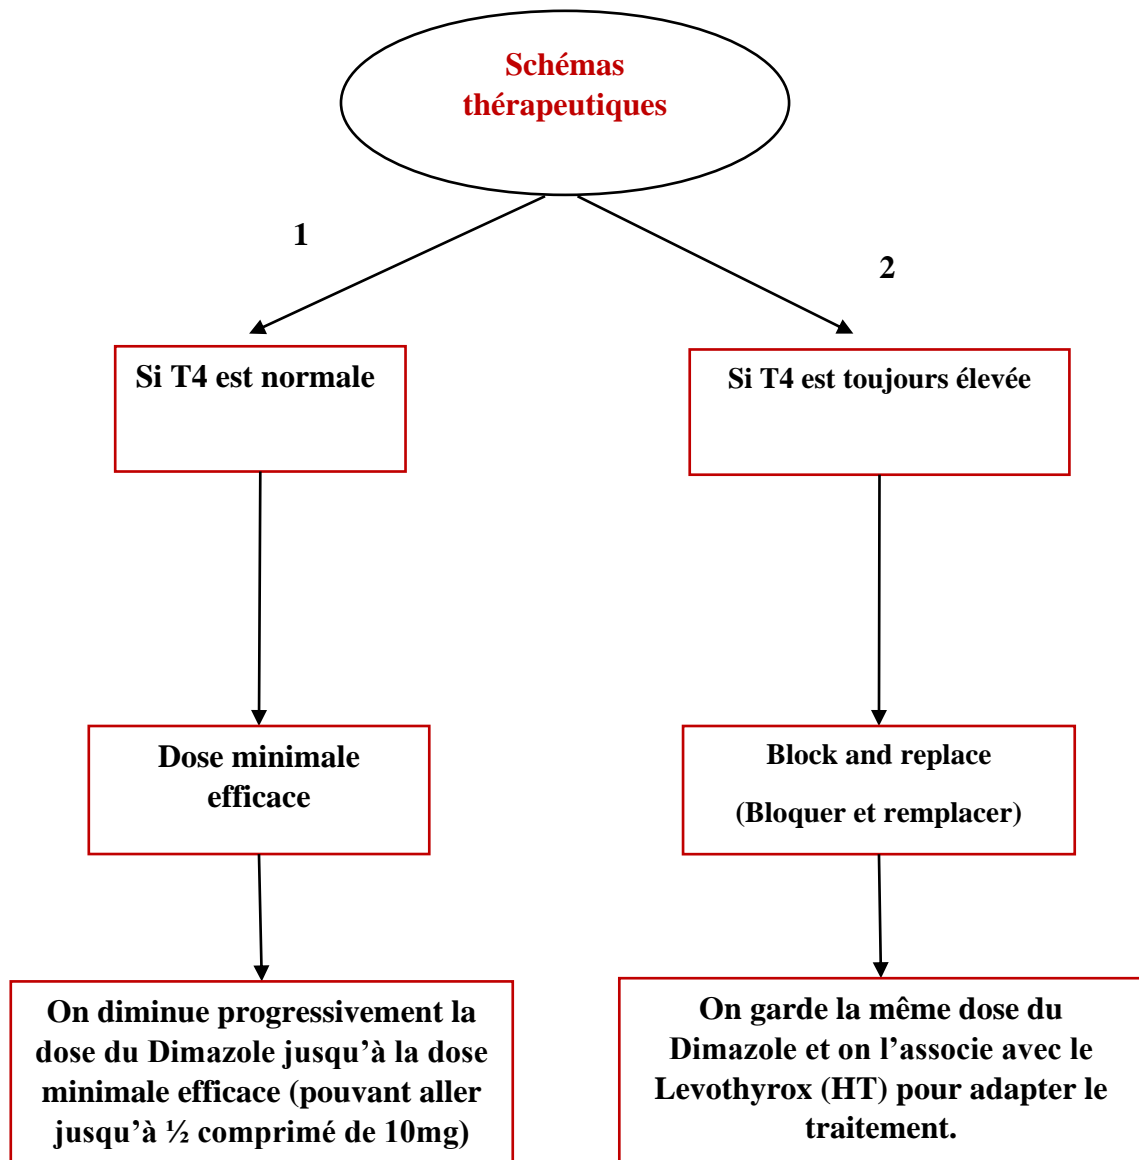 Schémas
thérapeutiques
1
2
Si T4 est normale
Si T4 est toujours élevée
Dose minimale
efficace
Block and replace
(Bloquer et remplacer)
On diminue progressivement la
dose du Dimazole jusqu’à la dose
minimale efficace (pouvant aller
jusqu’à ½ comprimé de 10mg)
On garde la même dose du
Dimazole et on l’associe avec le
Levothyrox (HT) pour adapter le
traitement.